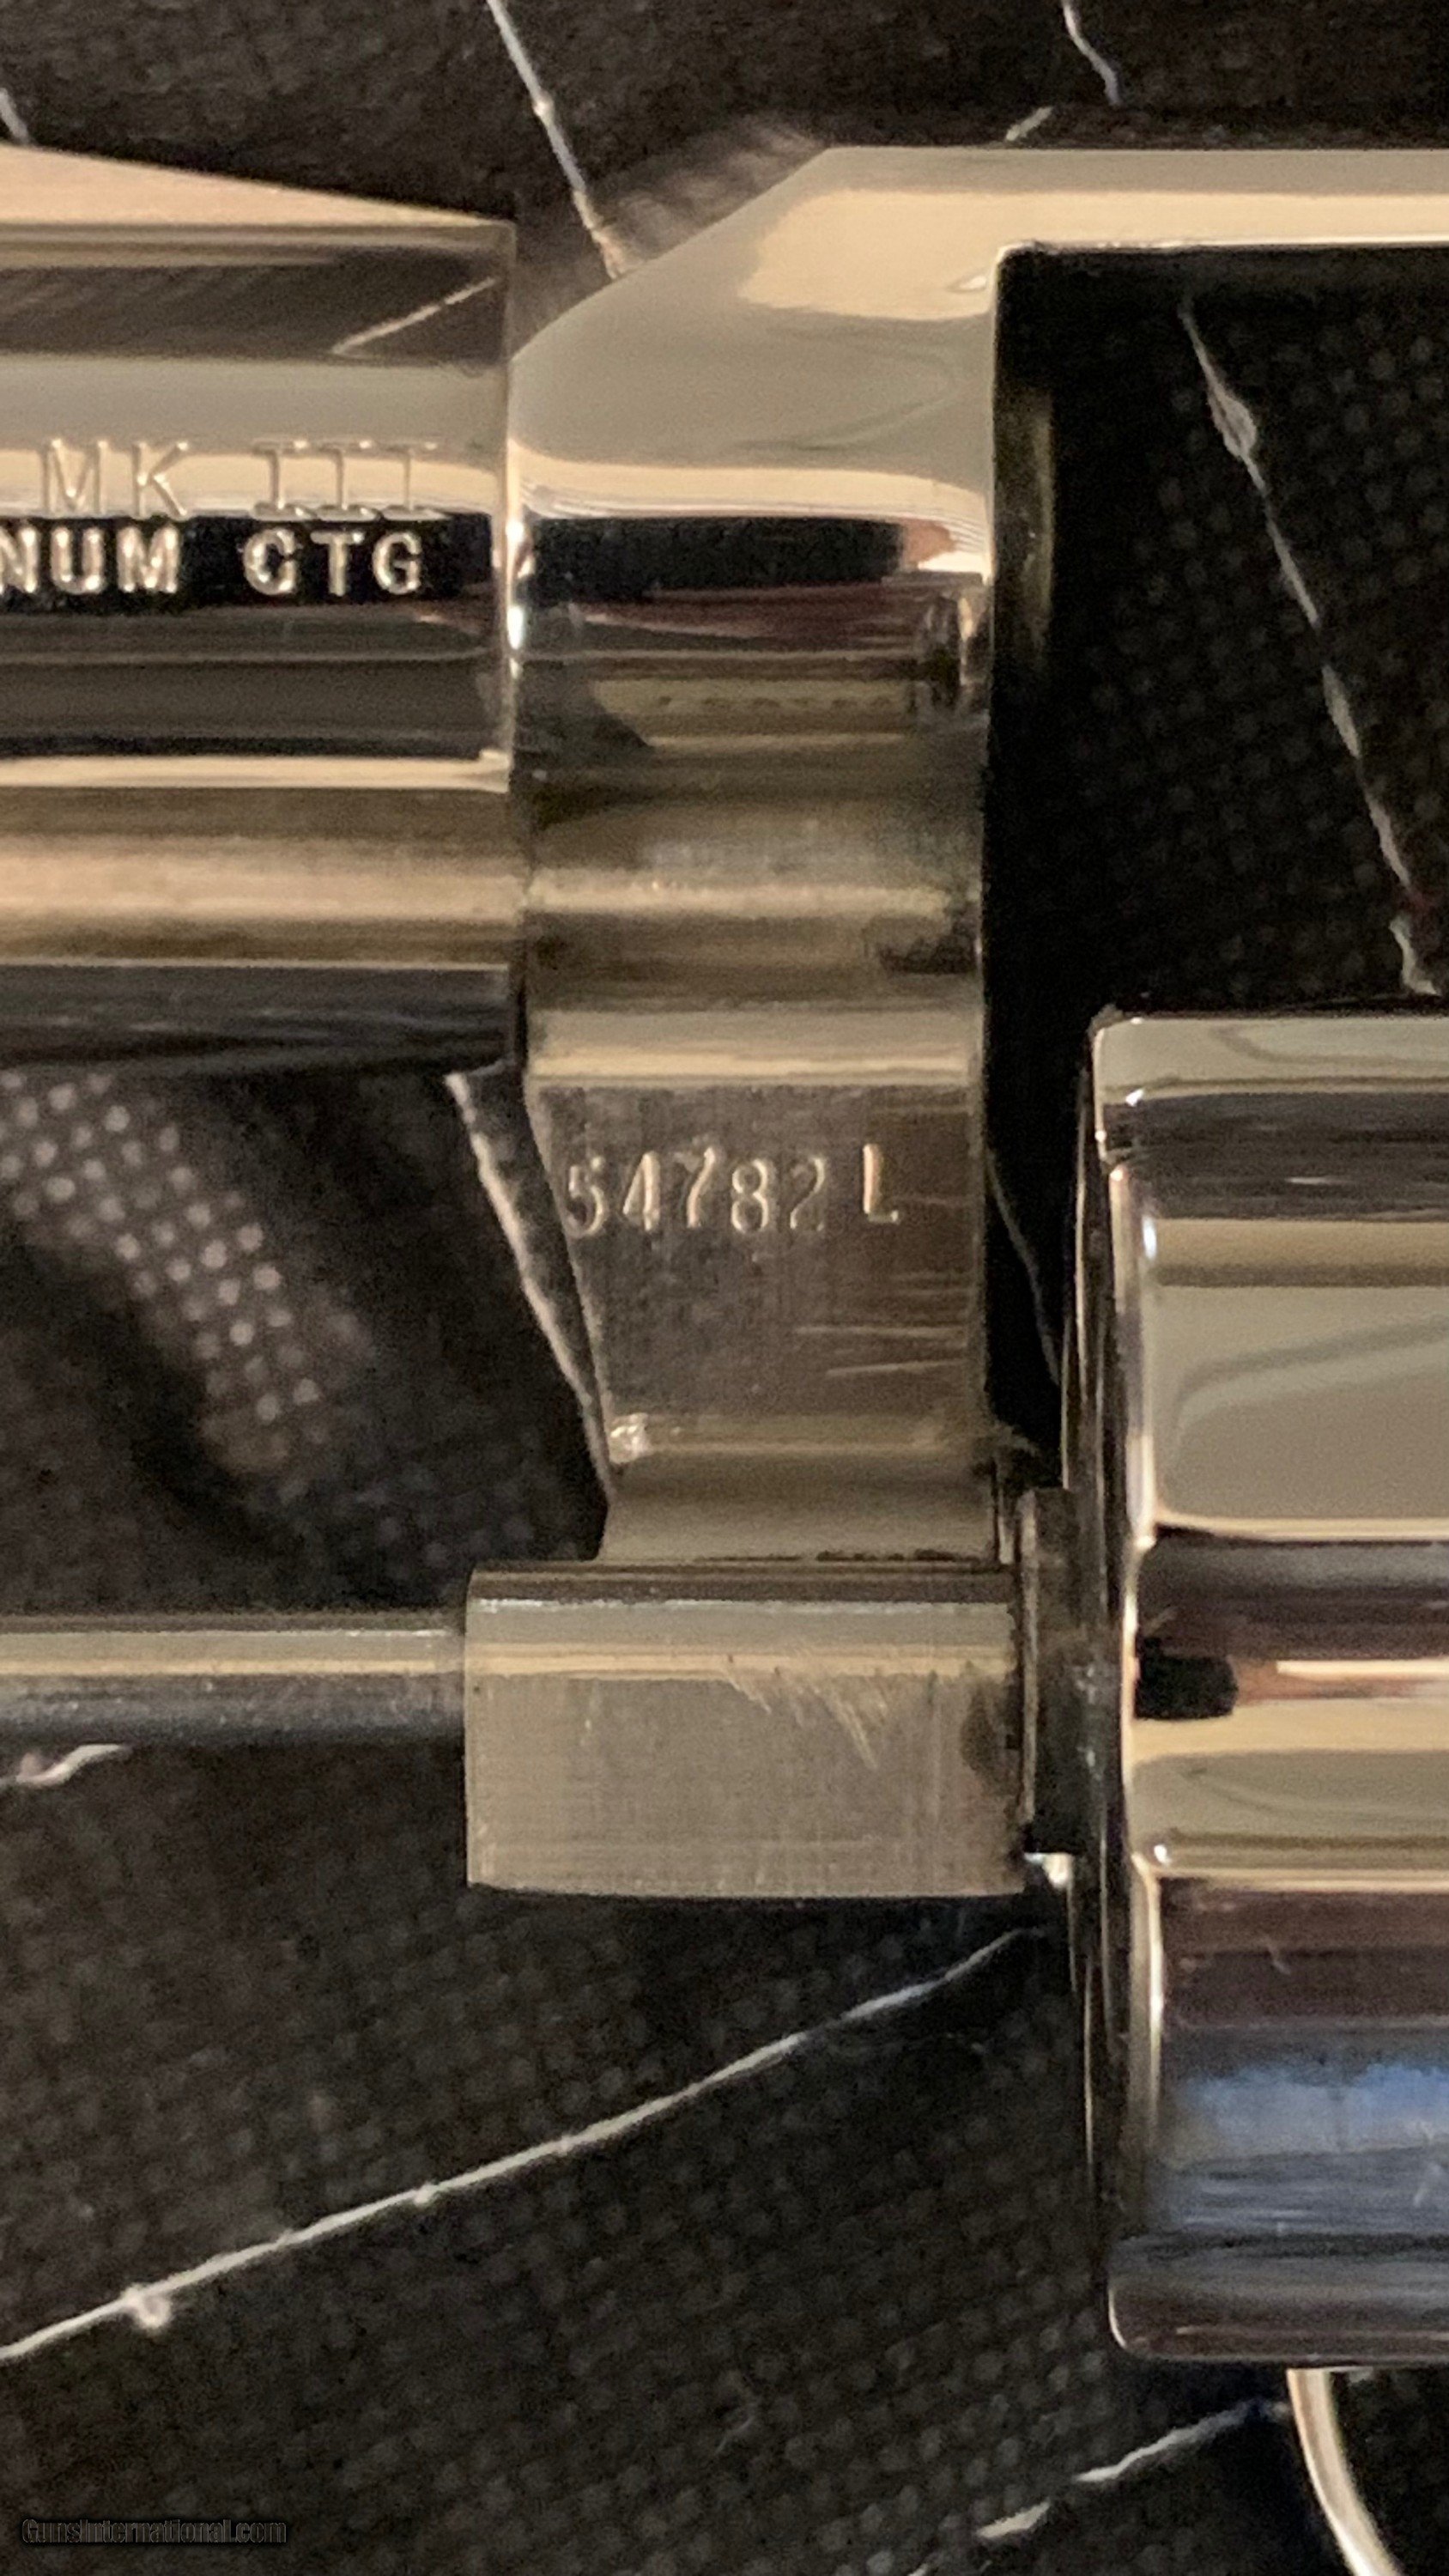 MK III
NUM CTG
54782 L
GunsInternational.com